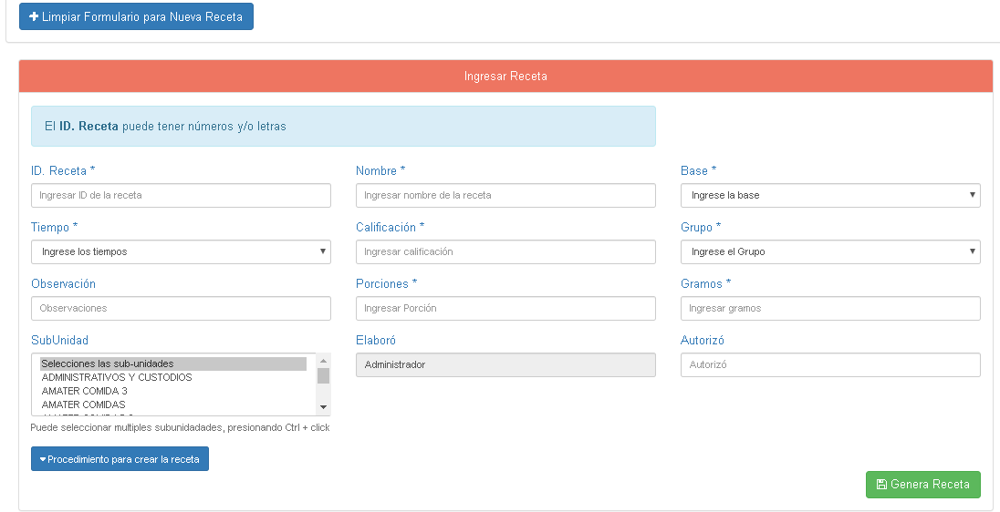 Limpiar Formulario para Nueva Receta
Ingresar Receta
El ID. Receta puede tener números y/o letras
ID. Receta *
Nombre *
Base *
Ingresar ID de la receta
Ingresar nombre de la receta
Ingrese la base
Tiempo *
Calificación *
Grupo *
Ingrese los tiempos
Ingresar calificación
Ingrese el Grupo
Observación
Porciones *
Gramos *
Observaciones
Ingresar Porción
Ingresar gramos
SubUnidad
Elaboró
Autorizó
Selecciones las sub-unidades
ADMINISTRATIVOS Y CUSTODIOS
AMATER COMIDA 3
AMATER COMIDAS
Administrador
Autorizó
Puede seleccionar multiples subunidadades, presionando Ctrl + click
Procedimiento para crear la receta
Genera Receta